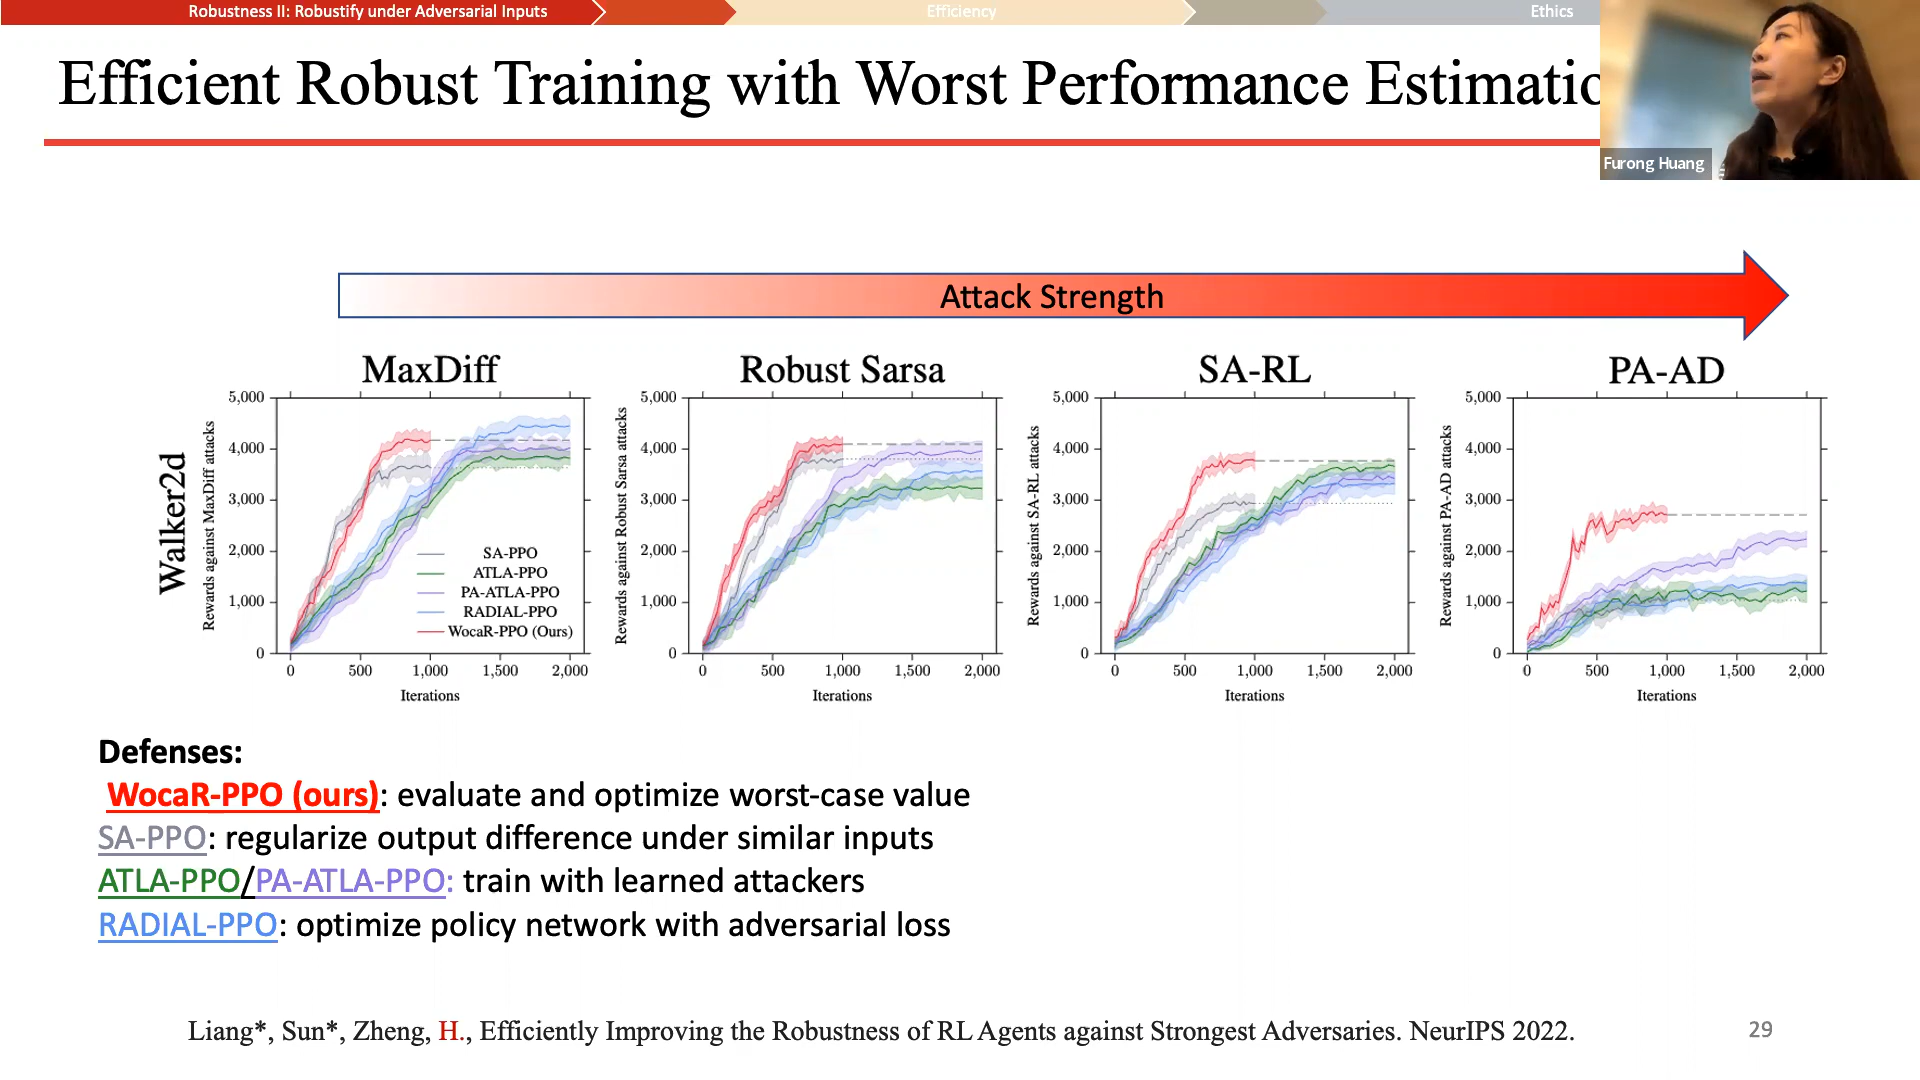 Robustness II: Robustify under Adversarial Inputs
Efficiency
Ethics
Efficient Robust Training with Worst Performance Estimatio
Furong Huang
Attack Strength
MaxDiff
Robust Sarsa
SA-RL
PA-AD
Walker2d
Rewards against MaxDiff attacks
5,000
4,000
3,000
2,000
1,000
0
SA-PPO
ATLA-PPO
PA-ATLA-PPO
RADIAL-PPO
WocaR-PPO (Ours)
0 500 1,000 1,500 2,000
Iterations
Rewards against Robust Sarsa attacks
5,000
4,000
3,000
2,000
1,000
0
0 500 1,000 1,500 2,000
Iterations
Rewards against SA-RL attacks
5,000
4,000
3,000
2,000
1,000
0
0 500 1,000 1,500 2,000
Iterations
Rewards against PA-AD attacks
5,000
4,000
3,000
2,000
1,000
0
0 500 1,000 1,500 2,000
Iterations
Defenses:
WocaR-PPO (ours): evaluate and optimize worst-case value
SA-PPO: regularize output difference under similar inputs
ATLA-PPO/PA-ATLA-PPO: train with learned attackers
RADIAL-PPO: optimize policy network with adversarial loss
Liang*, Sun*, Zheng, H., Efficiently Improving the Robustness of RL Agents against Strongest Adversaries. NeurIPS 2022.
29